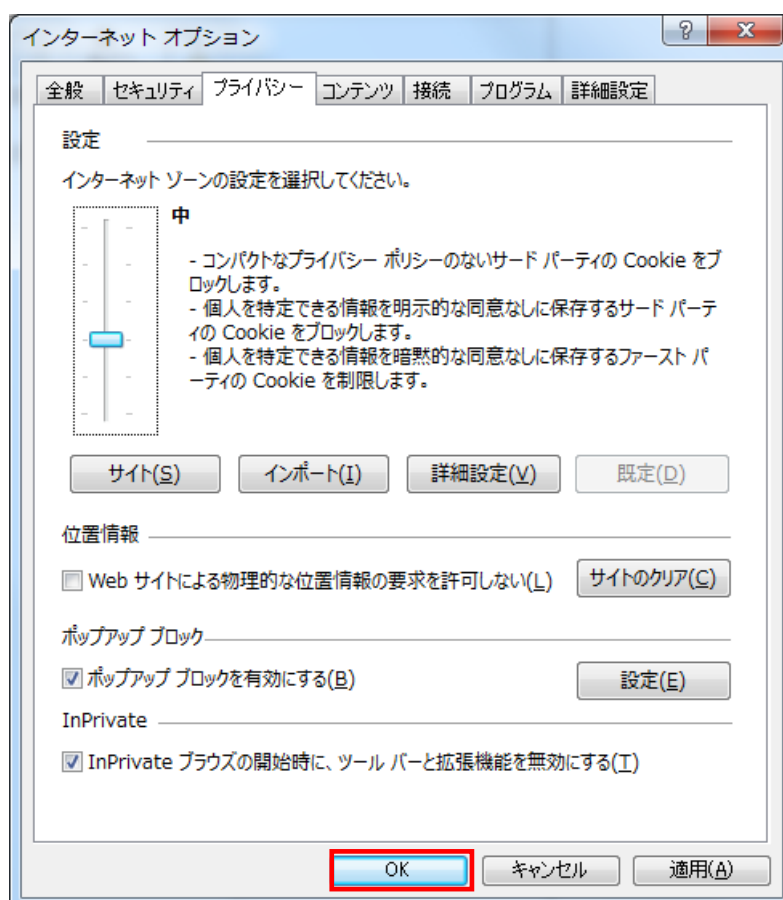 インターネット オプション
全般 セキュリティ プライバシー コンテンツ 接続 プログラム 詳細設定
設定
インターネット ゾーンの設定を選択してください。
中
- コンパクトなプライバシー ポリシーのないサード パーティの Cookie をブ
ロックします。
- 個人を特定できる情報を明示的な同意なしに保存するサード パーテ
ィの Cookie をブロックします。
- 個人を特定できる情報を暗黙的な同意なしに保存するファースト パ
ーティの Cookie を制限します。
サイト(S) インポート(I) 詳細設定(V) 既定(D)
位置情報
Web サイトによる物理的な位置情報の要求を許可しない(L) サイトのクリア(C)
ポップアップ ブロック
ポップアップ ブロックを有効にする(B) 設定(E)
InPrivate
InPrivate ブラウズの開始時に、ツール バーと拡張機能を無効にする(T)
OK キャンセル 適用(A)